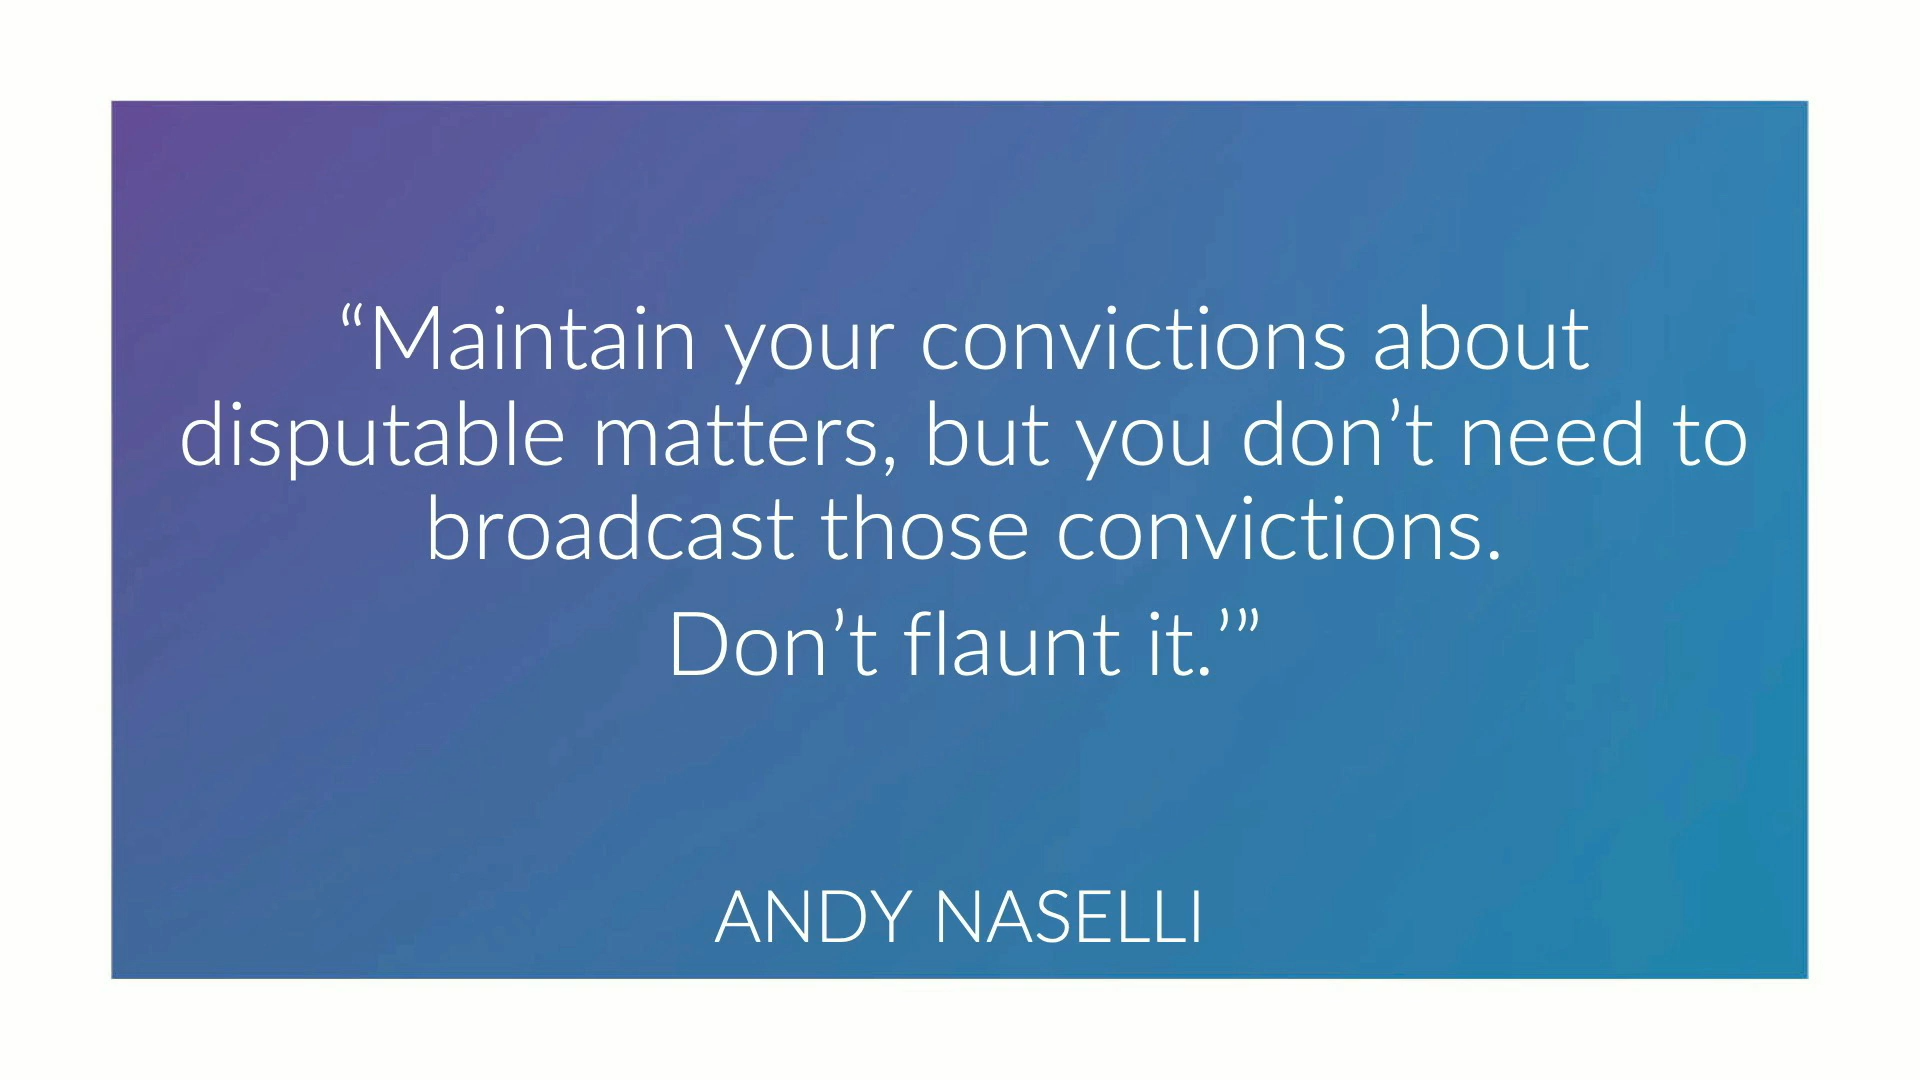 “Maintain your convictions about
disputable matters, but you don’t need to
broadcast those convictions.
Don’t flaunt it.’”
ANDY NASELLI